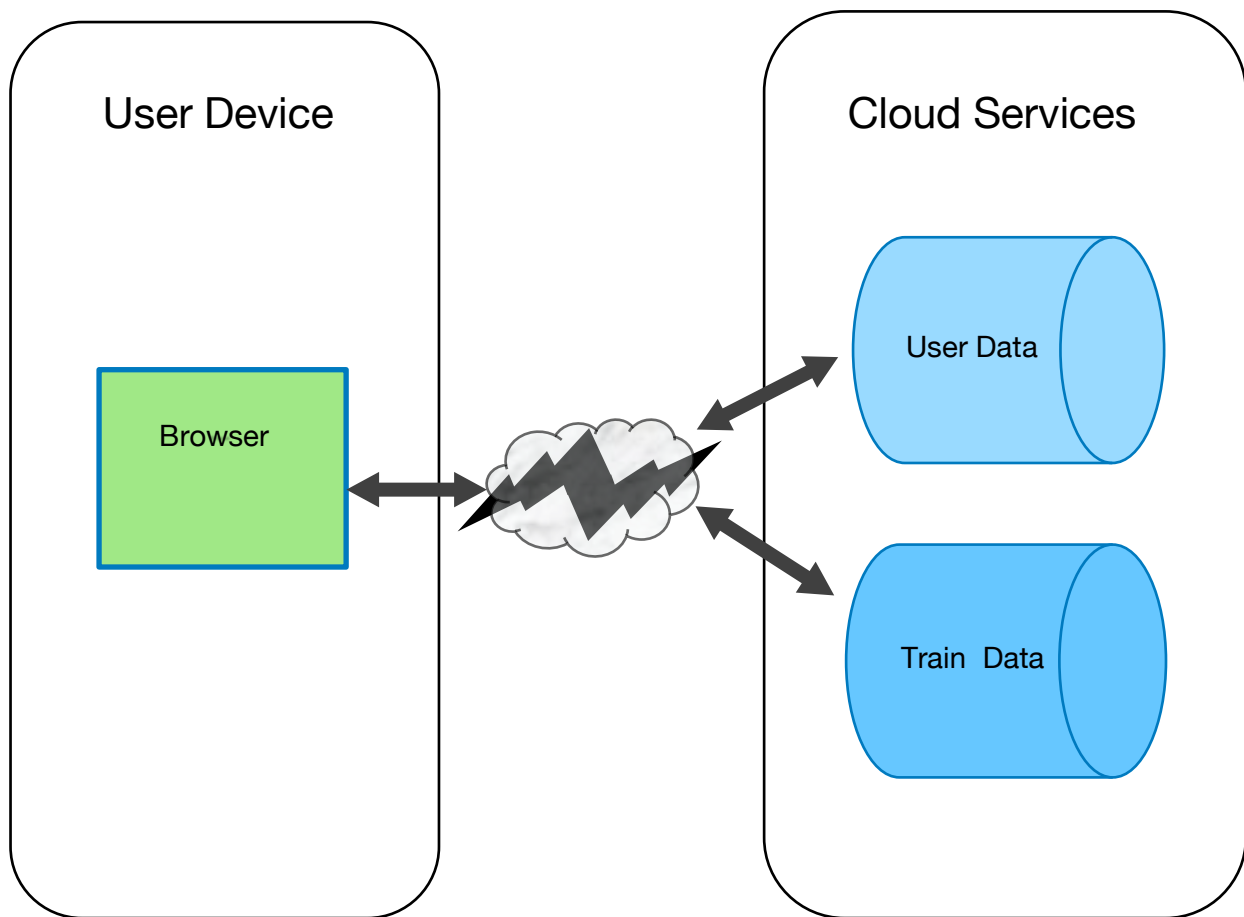 User Device
Cloud Services
User Data
Browser
Train  Data